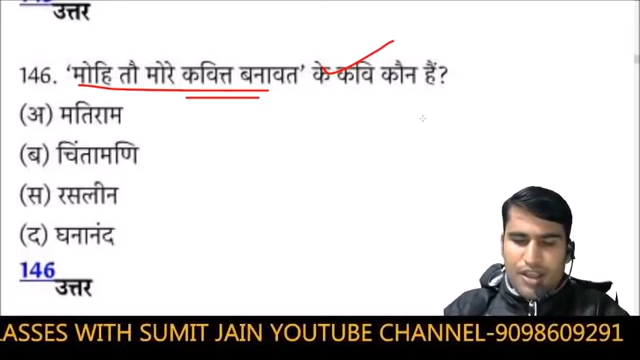 उत्तर
146. ‘मोहि तौ मोरे कवित्त बनावत’ के कवि कौन हैं?
(अ) मतिराम
(ब) चिंतामणि
(स) रसलीन
(द) घनानंद
146
उत्तर
LASSES WITH SUMIT JAIN YOUTUBE CHANNEL-9098609291